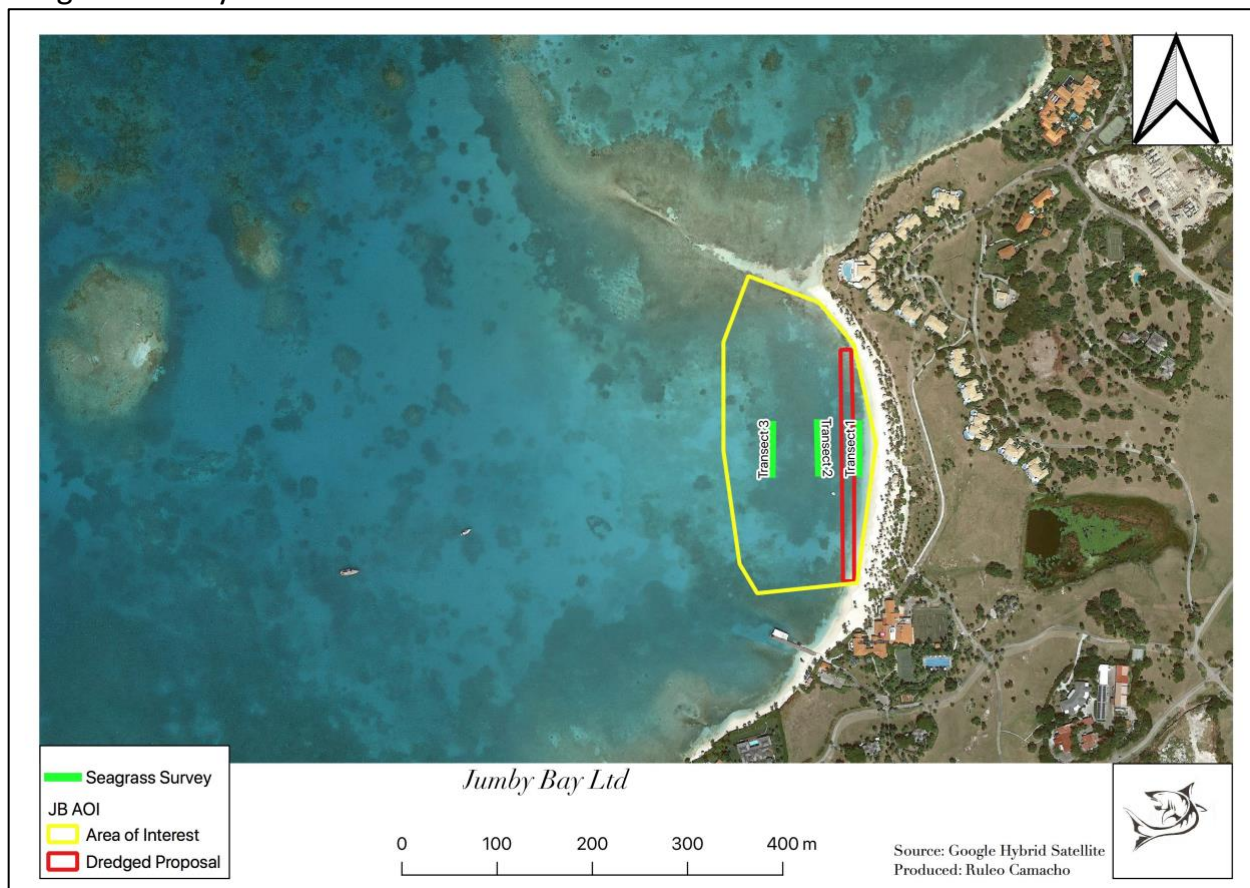 Transect 3
Transect 2
Transect 1
Seagrass Survey
JB AOI
Area of Interest
Dredged Proposal
Jumby Bay Ltd
0 100 200 300 400 m
Source: Google Hybrid Satellite
Produced: Ruleo Camacho